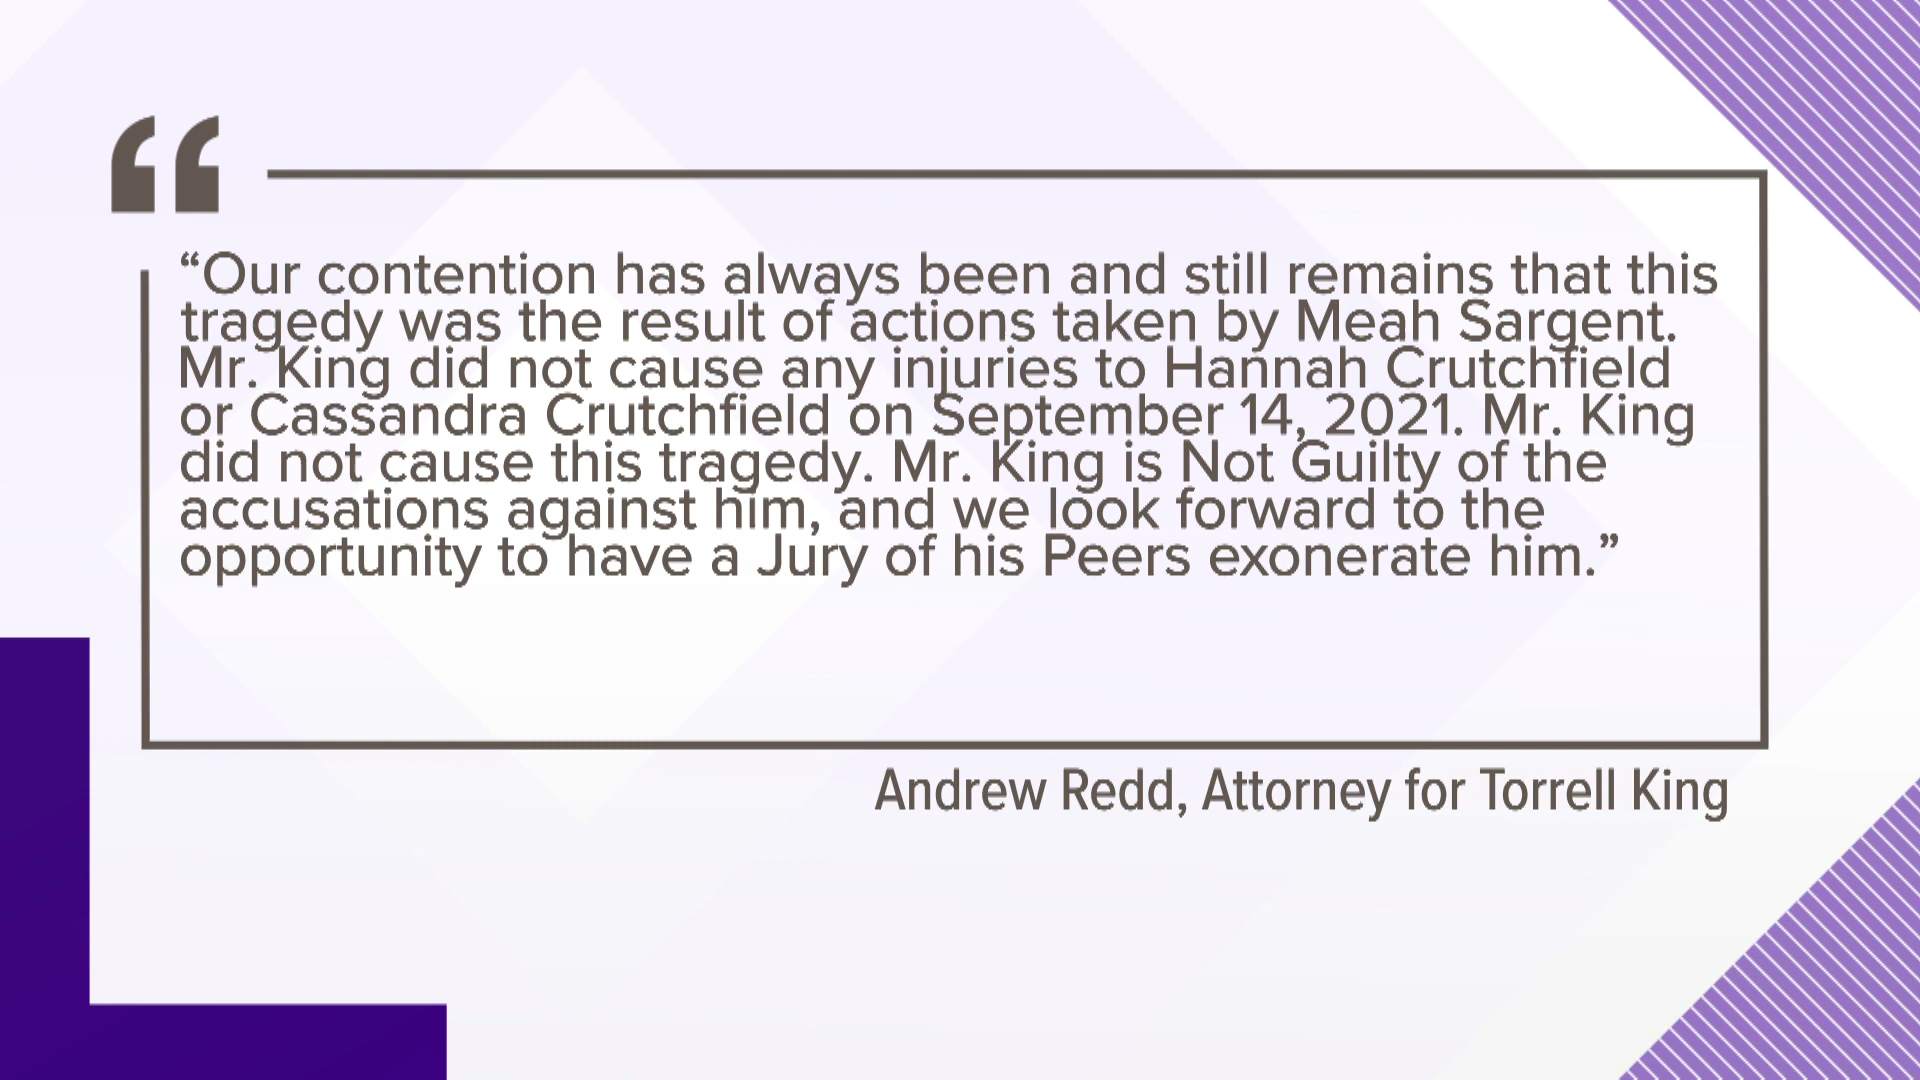 “
“Our contention has always been and still remains that this
tragedy was the result of actions taken by Meah Sargent.
Mr. King did not cause any injuries to Hannah Crutchfield
or Cassandra Crutchfield on September 14, 2021. Mr. King
did not cause this tragedy. Mr. King is Not Guilty of the
accusations against him, and we look forward to the
opportunity to have a Jury of his Peers exonerate him.”
Andrew Redd, Attorney for Torrell King